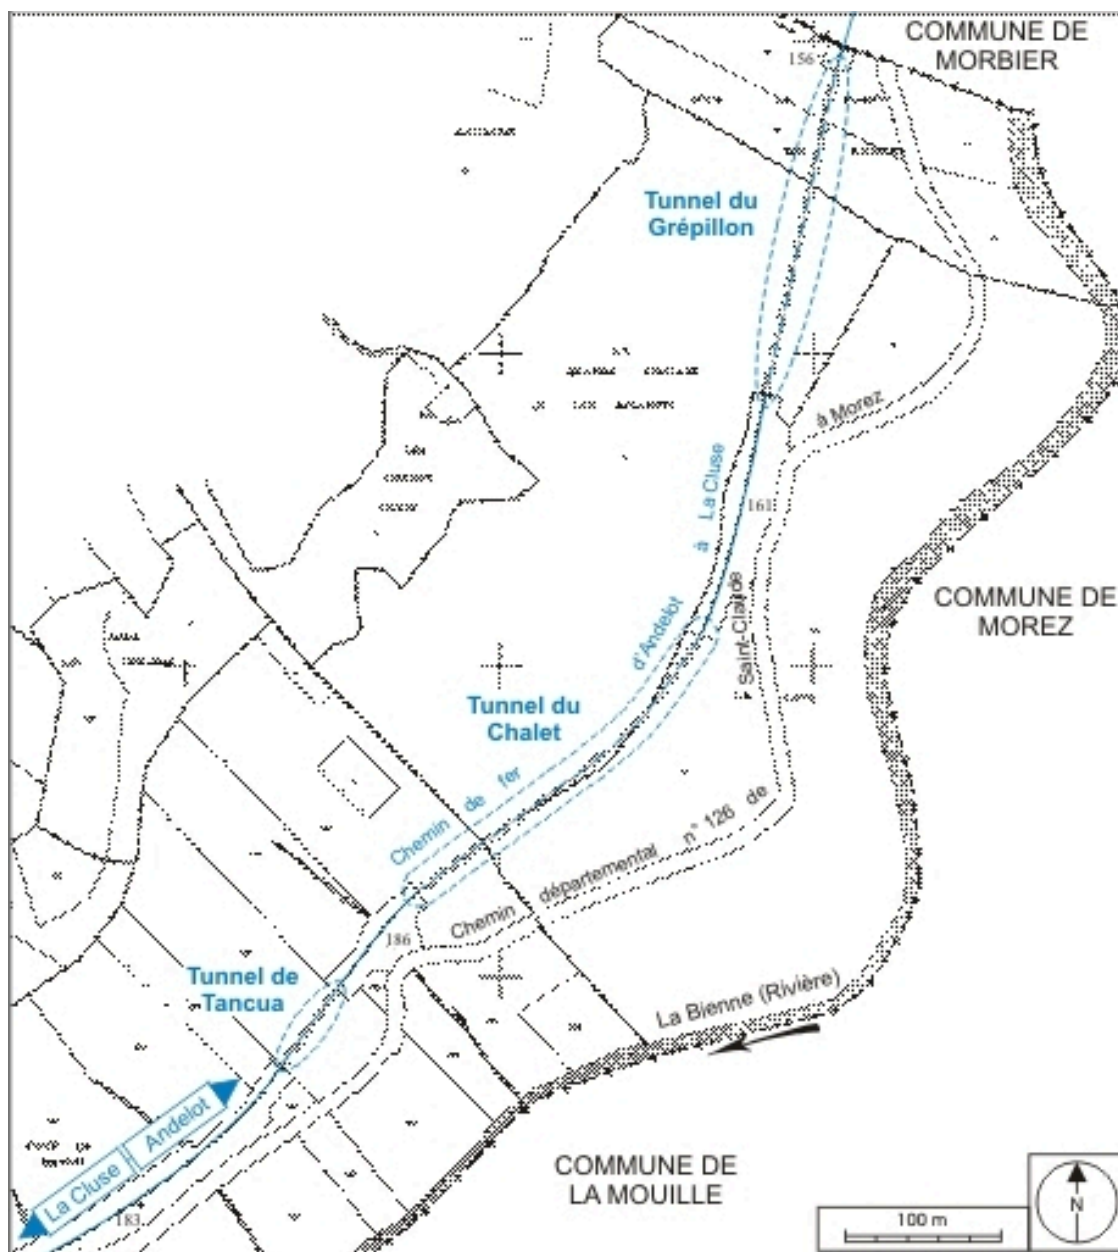 COMMUNE DE
MORBIER
156
Tunnel du
Grépillon
à Morez
à La Cluse
161
COMMUNE DE
MOREZ
d'Andelot
Saint-Claude
Tunnel du
Chalet
Chemin de fer
Chemin départemental n° 126 de
186
Tunnel de
Tancua
La Bienne (Rivière)
Andelot
La Cluse
183
COMMUNE DE
LA MOUILLE
100 m
N